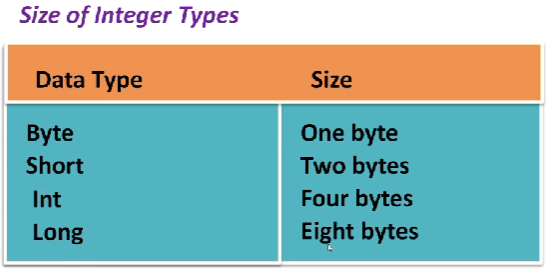 Size of Integer Types
Data Type Size
Byte One byte
Short Two bytes
Int Four bytes
Long Eight bytes